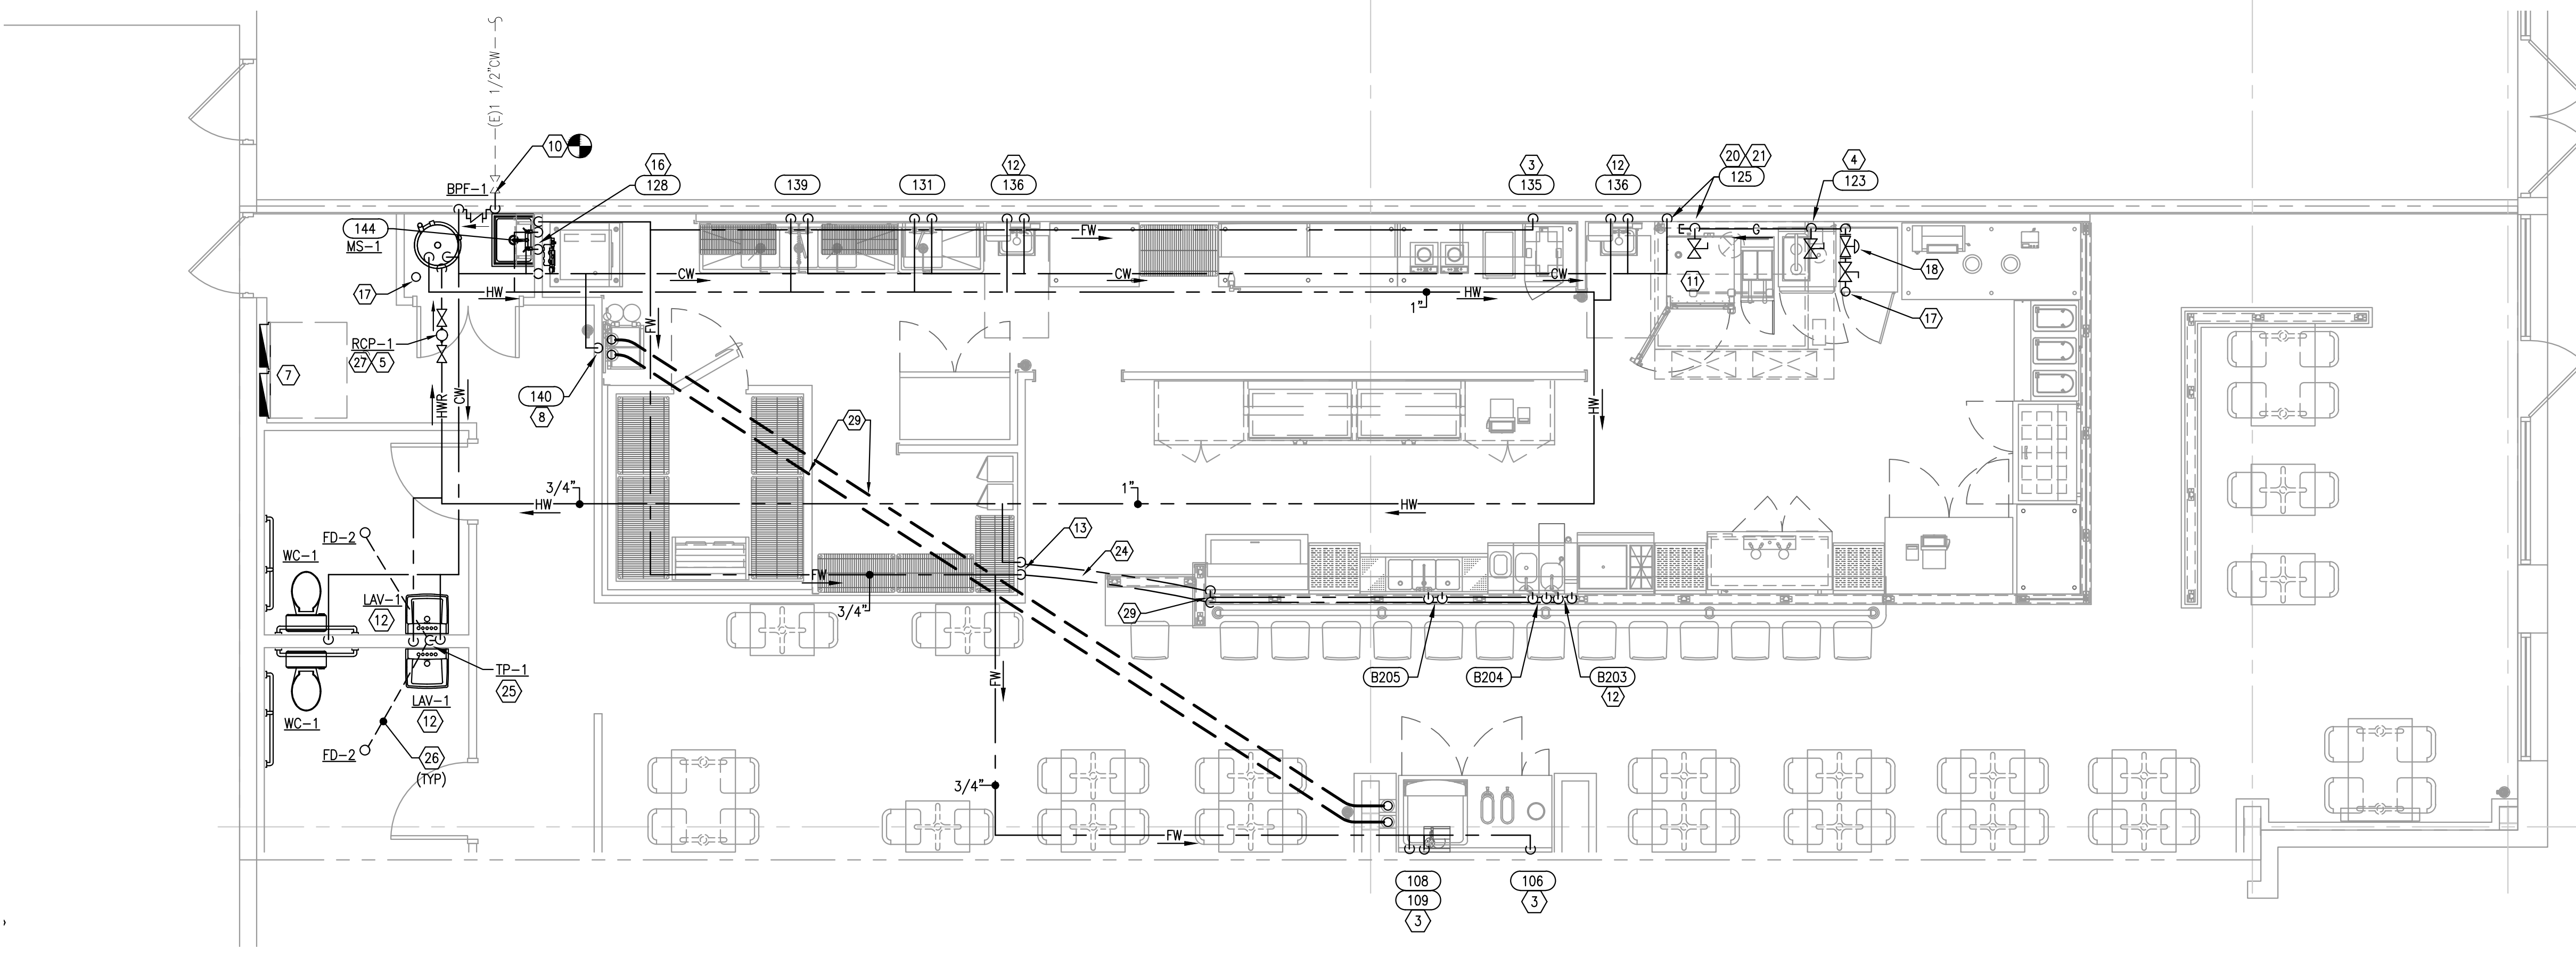 (E)1 1/2"CW
10
BPF-1
16
128
139
131
12
136
3
135
12
136
20
21
125
4
123
144
MS-1
FW
G
18
11
17
CW
CW
CW
HW
HW
1"
17
FW
RCP-1
27
5
7
HWR
CW
140
8
29
HW
3/4"
HW
1"
HW
13
24
FD-2
WC-1
LAV-1
12
FW
3/4"
29
TP-1
25
LAV-1
12
WC-1
FD-2
26
(TYP)
FW
B205
B204
B203
12
3/4"
FW
108
109
3
106
3